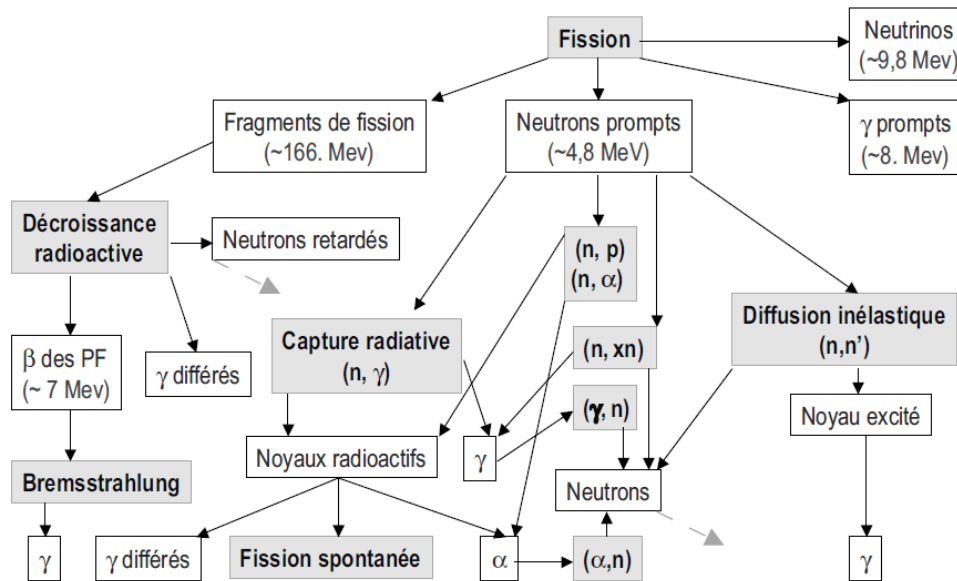 Fission
Neutrinos
(~9,8 Mev)
Fragments de fission
(~166. Mev)
Neutrons prompts
(~4,8 MeV)
γ prompts
(~8. Mev)
Décroissance
radioactive
Neutrons retardés
(n, p)
(n, α)
β des PF
(~ 7 Mev)
γ différés
Capture radiative
(n, γ)
(n, xn)
Diffusion inélastique
(n,n’)
(γ, n)
Noyau excité
Noyaux radioactifs
γ
Bremsstrahlung
Neutrons
γ
γ différés
Fission spontanée
α
(α,n)
γ